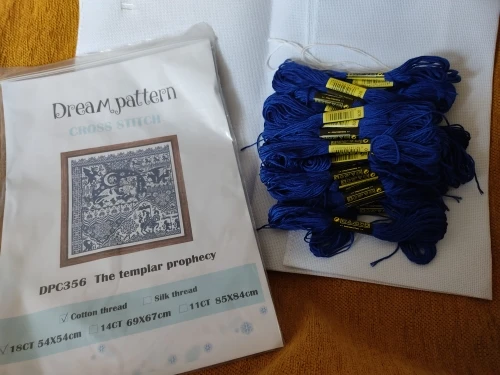 Dream pattern
CROSS STITCH
DPC356 The templar prophecy
Cotton thread Silk thread
18CT 54X54cm 14CT 69X67cm 11CT 85X84cm